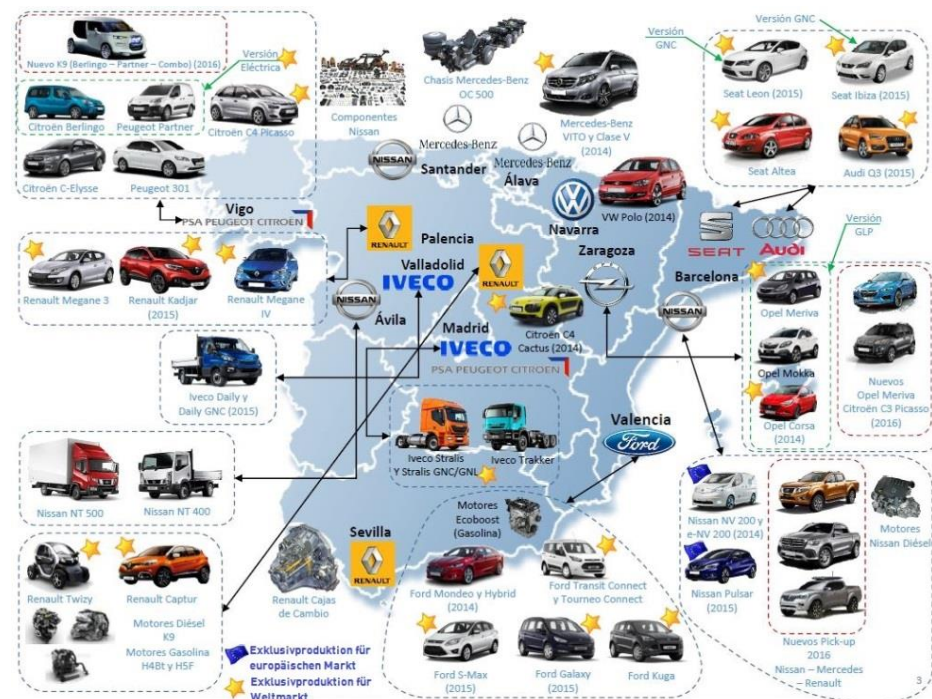 Nuevo K9 (Berlingo – Partner – Combo) (2016)
Versión
Eléctrica
Citroën Berlingo
Peugeot Partner
Citroën C4 Picasso
Citroën C-Elysse
Peugeot 301
Vigo
PSA PEUGEOT CITROËN
Componentes
Nissan
Chasis Mercedes-Benz
OC 500
Mercedes-Benz
VITO y Clase V
(2014)
NISSAN
Mercedes-Benz
Santander
Mercedes-Benz
Álava
Navarra
VW Polo (2014)
Versión
GNC
Versión GNC
Seat Leon (2015)
Seat Ibiza (2015)
Seat Altea
Audi Q3 (2015)
SEAT
Audi
Barcelona
NISSAN
Renault Megane 3
Renault Kadjar
(2015)
Renault Megane
IV
RENAULT
Palencia
Valladolid
IVECO
RENAULT
NISSAN
Ávila
Zaragoza
OPEL
Citroën C4
Cactus (2014)
Madrid
IVECO
PSA PEUGEOT CITROËN
Versión
GLP
Opel Meriva
Opel Mokka
Opel Corsa
(2014)
Nuevos
Opel Meriva
Citroën C3 Picasso
(2016)
Iveco Daily y
Daily GNC (2015)
Iveco Stralis
Y Stralis GNC/GNL
Iveco Trakker
Valencia
Ford
Nissan NT 500
Nissan NT 400
Motores
Ecoboost
(Gasolina)
Ford Mondeo y Hybrid
(2014)
Ford Transit Connect
y Tourneo Connect
Ford S-Max
(2015)
Ford Galaxy
(2015)
Ford Kuga
Nissan NV 200 y
e-NV 200 (2014)
Nissan Pulsar
(2015)
Nuevos Pick-up
2016
Nissan – Mercedes
- Renault
Motores
Nissan Diésel
Renault Twizy
Renault Captur
Motores Diésel
K9
Motores Gasolina
H4Bt y H5F
Sevilla
RENAULT
Renault Cajas
de Cambio
Exklusivproduktion für
europäischen Markt
Exklusivproduktion für
Weltmarkt
3